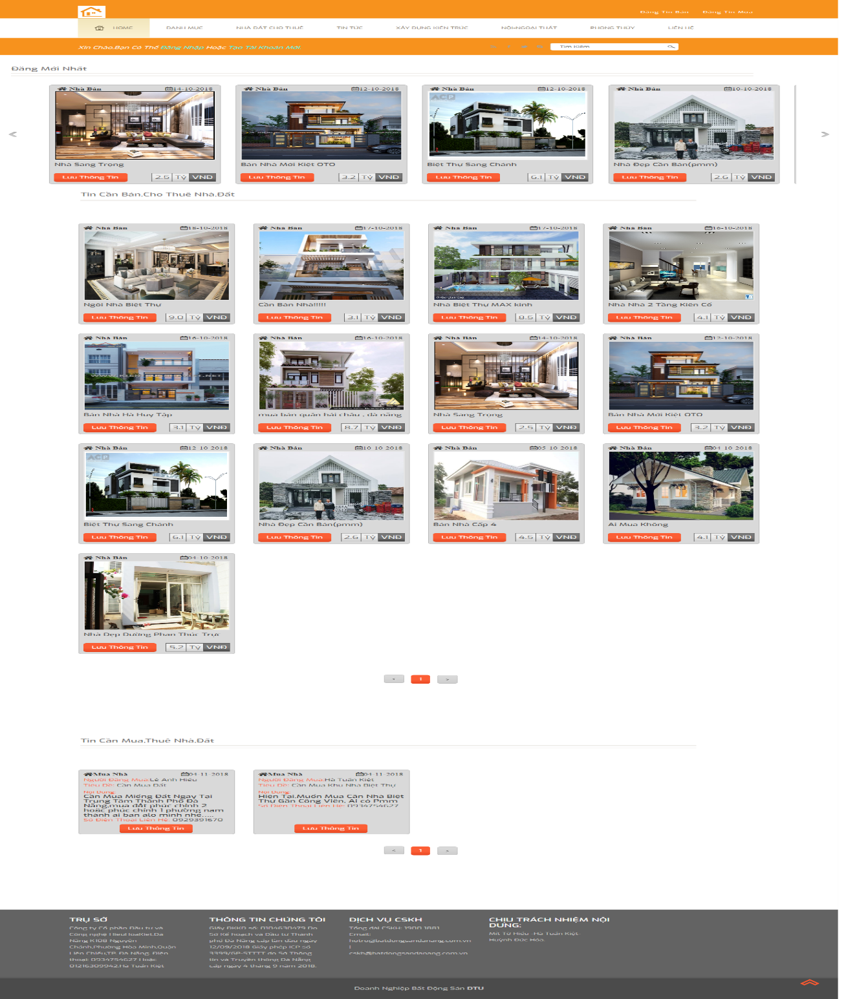 Đăng Tin Bán Đăng Tin Mua
HOME DANH MỤC NHÀ ĐẤT CHO THUÊ TIN TỨC XÂY DỰNG KIẾN TRÚC NỘI-NGOẠI THẤT PHONG THỦY LIÊN HỆ
Xin Chào.Bạn Có Thể Đăng Nhập Hoặc Tạo Tài Khoản Mới.
Tìm Kiếm
Đăng Mới Nhất
Nhà Bán 14-10-2018 Nhà Bán 12-10-2018 Nhà Bán 12-10-2018 Nhà Bán 10-10-2018
ACP
< >
Nhà Sang Trọng Bán Nhà Mới Kiệt OTO Biệt Thự Sang Chảnh Nhà Đẹp Cần Bán(pmm)
Lưu Thông Tin 2.5 Tỷ VNĐ Lưu Thông Tin 3.2 Tỷ VNĐ Lưu Thông Tin 6.1 Tỷ VNĐ Lưu Thông Tin 2.6 Tỷ VNĐ
Tin Cần Bán,Cho Thuê Nhà,Đất
Nhà Bán 18-10-2018 Nhà Bán 17-10-2018 Nhà Bán 17-10-2018 Nhà Bán 16-10-2018
Ngôi Nhà Biệt Thự Cần Bán Nhà!!!!! Nhà Biệt Thự MAX kinh Nhà Nhà 2 Tầng Kiên Cố
Lưu Thông Tin 9.0 Tỷ VNĐ Lưu Thông Tin 3.1 Tỷ VNĐ Lưu Thông Tin 8.5 Tỷ VNĐ Lưu Thông Tin 4.1 Tỷ VNĐ
Nhà Bán 16-10-2018 Nhà Bán 16-10-2018 Nhà Bán 14-10-2018 Nhà Bán 12-10-2018
Bán Nhà Hà Huy Tập mua bán quận hải châu , đà nẵng Nhà Sang Trọng Bán Nhà Mới Kiệt OTO
Lưu Thông Tin 3.1 Tỷ VNĐ Lưu Thông Tin 8.7 Tỷ VNĐ Lưu Thông Tin 2.5 Tỷ VNĐ Lưu Thông Tin 3.2 Tỷ VNĐ
Nhà Bán 12-10-2018 Nhà Bán 10-10-2018 Nhà Bán 05-10-2018 Nhà Bán 04-10-2018
ACP
Biệt Thự Sang Chảnh Nhà Đẹp Cần Bán(pmm) Bán Nhà Cấp 4 Ai Mua Không
Lưu Thông Tin 6.1 Tỷ VNĐ Lưu Thông Tin 2.6 Tỷ VNĐ Lưu Thông Tin 4.5 Tỷ VNĐ Lưu Thông Tin 4.1 Tỷ VNĐ
Nhà Bán 04-10-2018
Nhà Đẹp Đường Phan Thúc Trực
Lưu Thông Tin 5.2 Tỷ VNĐ
< 1 >
Tin Cần Mua,Thuê Nhà,Đất
Mua Nhà 04-11-2018 Mua Nhà 04-11-2018
Người Đăng Mua:Lê Anh Hiếu Người Đăng Mua:Hà Tuấn Kiệt
Tiêu Đề: Cần Mua Đất Tiêu Đề: Cần Mua Khu Nhà Biệt Thự
Nội Dung: Nội Dung:
Cần Mua Miếng Đất Ngay Tại Hiện Tại,Muốn Mua Căn Nhà Biệt
Trung Tâm Thành Phố Đà Thự Gần Công Viên, Ai có Pmm
Nẵng,mua đất phúc chính 2 Số Điện Thoại Liên Hệ: 0934754627
hoặc phúc chính 1 phường nam
thành ai bán alo mình nhé.....
Số Điện Thoại Liên Hệ: 0929391670
Lưu Thông Tin Lưu Thông Tin
< 1 >
TRỤ SỞ THÔNG TIN CHÚNG TÔI DỊCH VỤ CSKH CHỊU TRÁCH NHIỆM NỘI
DUNG:
Công ty Cổ phần Đầu tư và Giấy ĐKKD số: 0104630479 Do Tổng đài CSKH: 1900 1881 Mít Tờ Hiếu -Hà Tuấn Kiệt-
Công nghệ HieuHoaKiet.Đà Sở Kế hoạch và Đầu tư Thành Email: Huỳnh Đức Hóa.
Nẵng K108 Nguyễn phố Đà Nẵng cấp lần đầu ngày hotro@batdongsandanang.com.vn
Chánh,Phường Hòa Minh,Quận 12/09/2018 Giấy phép ICP số |
Liên Chiểu,TP. Đà Nẵng. Điện 3399/GP-STTTT do Sở Thông cskh@batdongsandanang.com.vn
thoại: 0934754627 Hoặc tin và Truyền thông Đà Nẵng
01216309942.Hà Tuấn Kiệt cấp ngày 4 tháng 9 năm 2018.
Doanh Nghiệp Bất Động Sản DTU